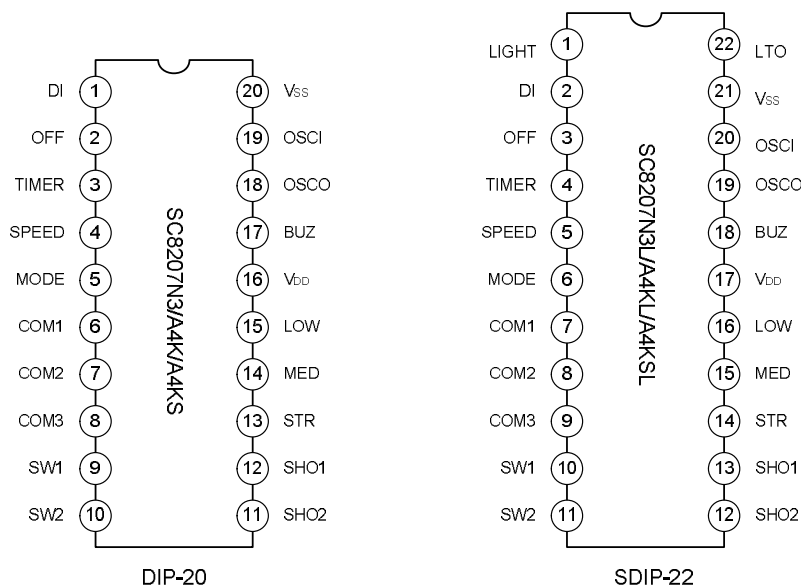 DI 1 20 VSS
OFF 2 19 OSCI
TIMER 3 18 OSCO
SPEED 4 17 BUZ
MODE 5 16 VDD
COM1 6 15 LOW
COM2 7 14 MED
COM3 8 13 STR
SW1 9 12 SHO1
SW2 10 11 SHO2
SC8207N3/A4K/A4KS
DIP-20
LIGHT 1 22 LTO
DI 2 21 VSS
OFF 3 20 OSCI
TIMER 4 19 OSCO
SPEED 5 18 BUZ
MODE 6 17 VDD
COM1 7 16 LOW
COM2 8 15 MED
COM3 9 14 STR
SW1 10 13 SHO1
SW2 11 12 SHO2
SC8207N3L/A4KL/A4KSL
SDIP-22